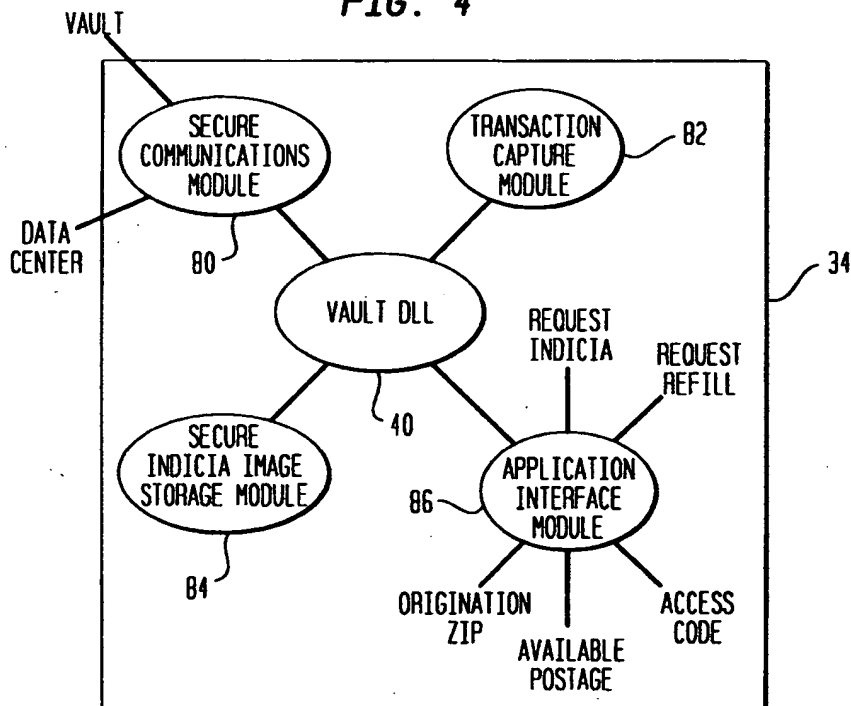 FIG. 4
VAULT
SECURE
COMMUNICATIONS
MODULE
TRANSACTION
CAPTURE
MODULE
82
DATA
CENTER
80
34
VAULT DLL
REQUEST
INDICIA
REQUEST
REFILL
40
SECURE
INDICIA IMAGE
STORAGE MODULE
APPLICATION
INTERFACE
MODULE
86
84
ORIGINATION
ZIP
AVAILABLE
POSTAGE
ACCESS
CODE